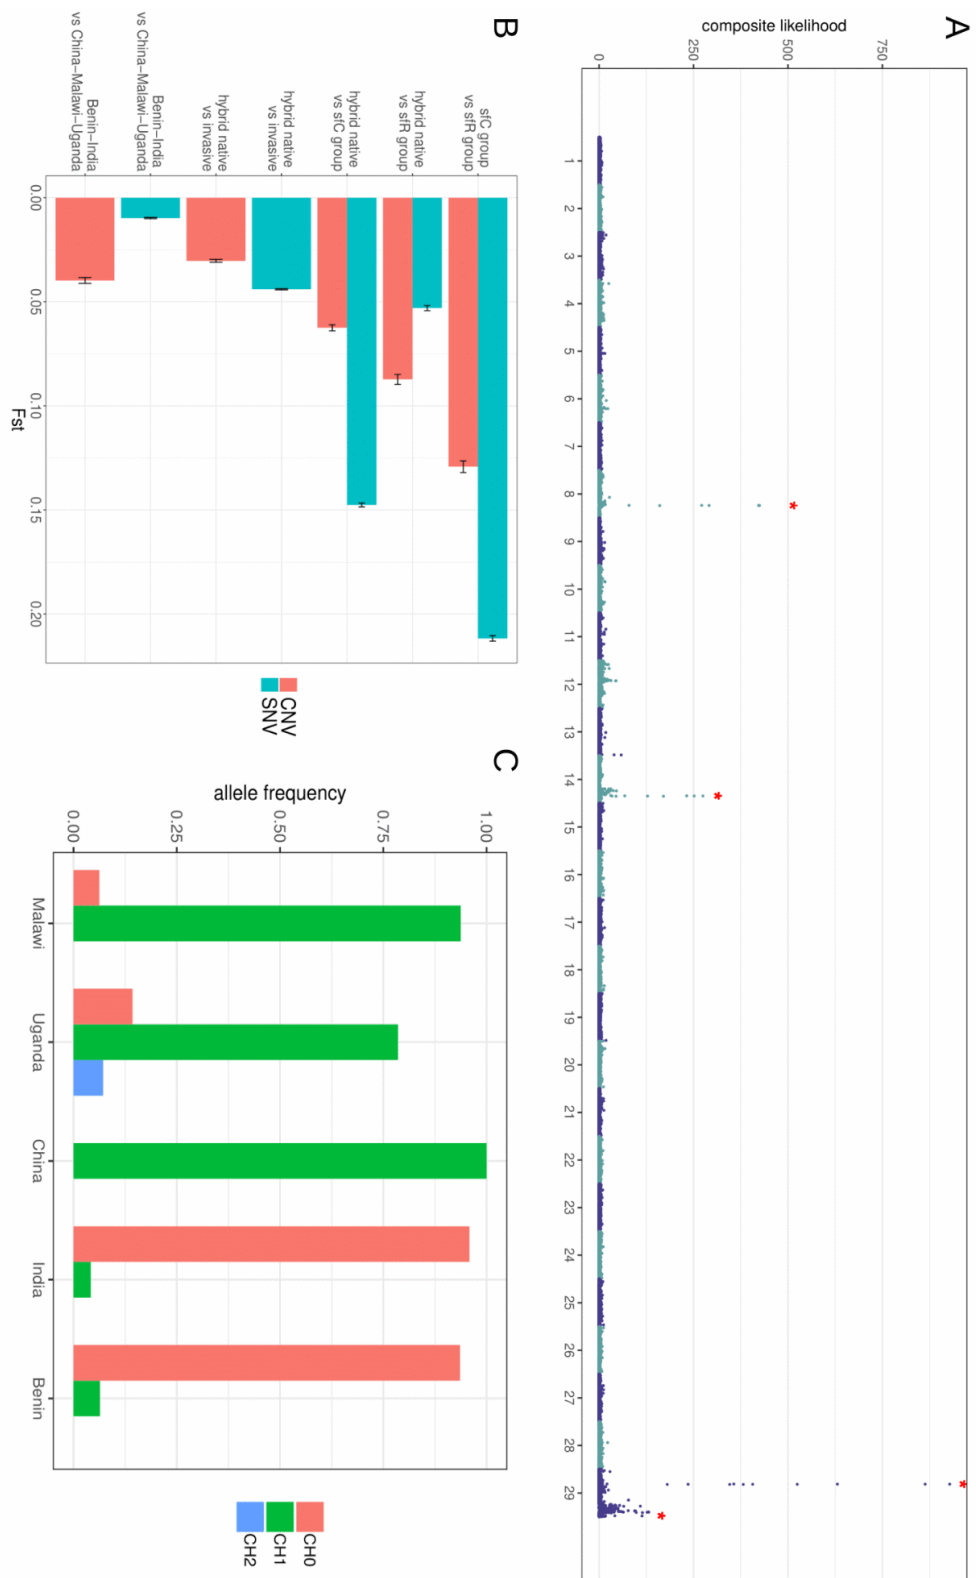 A
composite likelihood
0
250
500
750
1
2
3
4
5
6
7
8
9
10
11
12
13
14
15
16
17
18
19
20
21
22
23
24
25
26
27
28
29
*
*
*
*
B
sfC group
vs sfR group
hybrid native
vs sfR group
hybrid native
vs sfC group
hybrid native
vs invasive
hybrid native
vs invasive
Benin−India
vs China−Malawi−Uganda
Benin−India
vs China−Malawi−Uganda
0.00
0.05
0.10
0.15
0.20
Fst
CNV
SNV
C
allele frequency
0.00
0.25
0.50
0.75
1.00
Malawi
Uganda
China
India
Benin
CH0
CH1
CH2